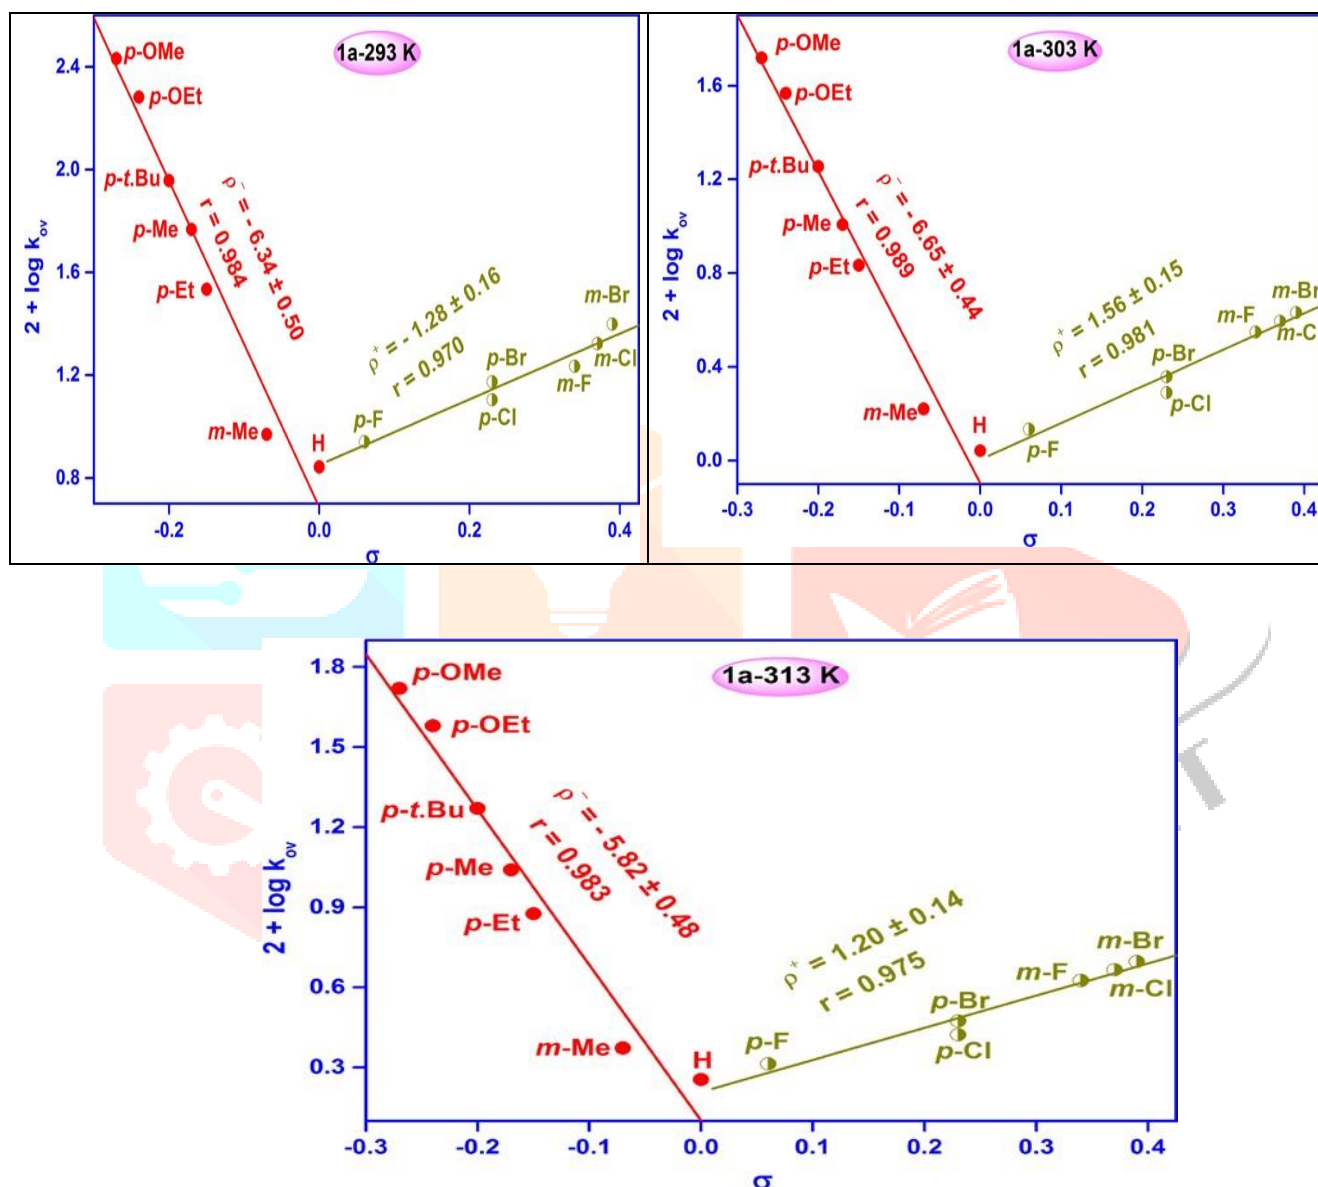 1a-293 K
2.4
2.0
1.6
1.2
0.8
2 + log k_ov
p-OMe
p-OEt
p-t.Bu
p-Me
p-Et
m-Me
H
ρ⁻ = - 6.34 ± 0.50
r = 0.984
ρ⁺ = - 1.28 ± 0.16
r = 0.970
p-F
p-Br
p-Cl
m-F
m-Cl
m-Br
-0.2 0.0 0.2 0.4
σ
1a-303 K
1.6
1.2
0.8
0.4
0.0
2 + log k_ov
p-OMe
p-OEt
p-t.Bu
p-Me
p-Et
m-Me
H
ρ⁻ = - 6.65 ± 0.44
r = 0.989
ρ⁺ = 1.56 ± 0.15
r = 0.981
p-F
p-Br
p-Cl
m-F
m-Br
m-C
-0.3 -0.2 -0.1 0.0 0.1 0.2 0.3 0.4
σ
1a-313 K
1.8
1.5
1.2
0.9
0.6
0.3
2 + log k_ov
p-OMe
p-OEt
p-t.Bu
p-Me
p-Et
m-Me
H
ρ⁻ = - 5.82 ± 0.48
r = 0.983
ρ⁺ = 1.20 ± 0.14
r = 0.975
p-F
p-Br
p-Cl
m-F
m-Br
m-Cl
-0.3 -0.2 -0.1 0.0 0.1 0.2 0.3 0.4
σ